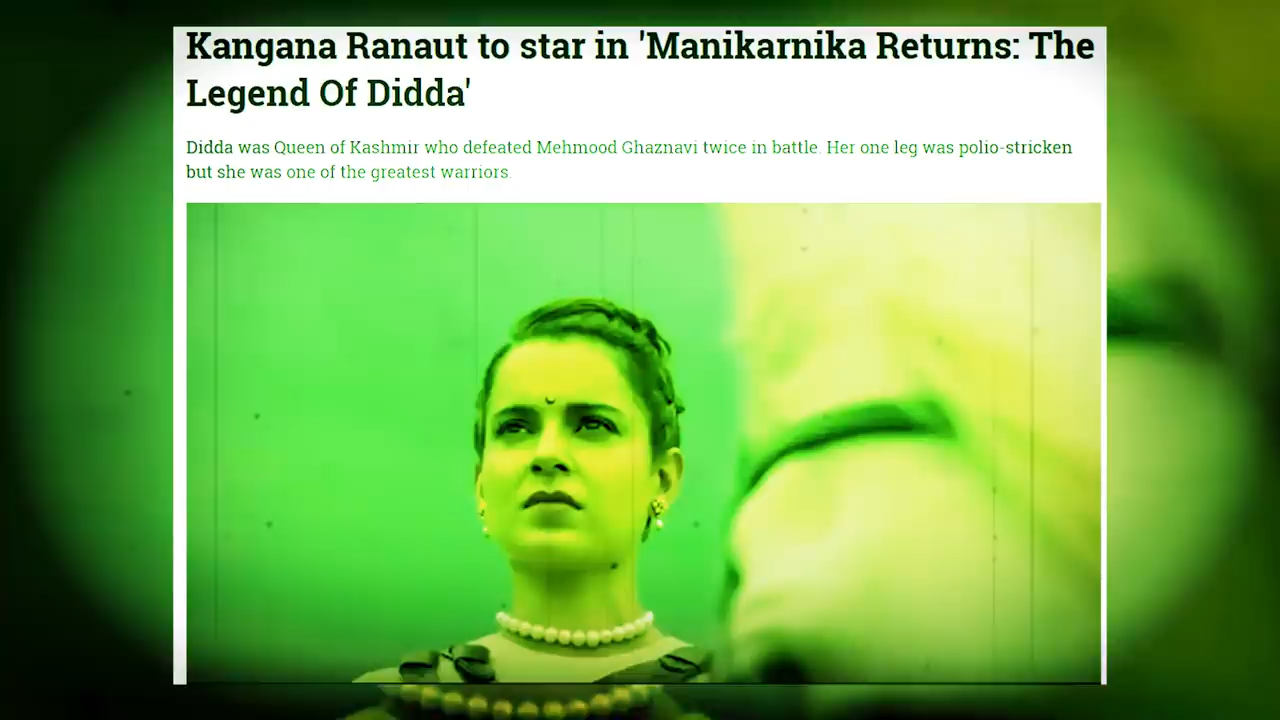 Kangana Ranaut to star in 'Manikarnika Returns: The
Legend Of Didda'
Didda was Queen of Kashmir who defeated Mehmood Ghaznavi twice in battle. Her one leg was polio-stricken
but she was one of the greatest warriors.